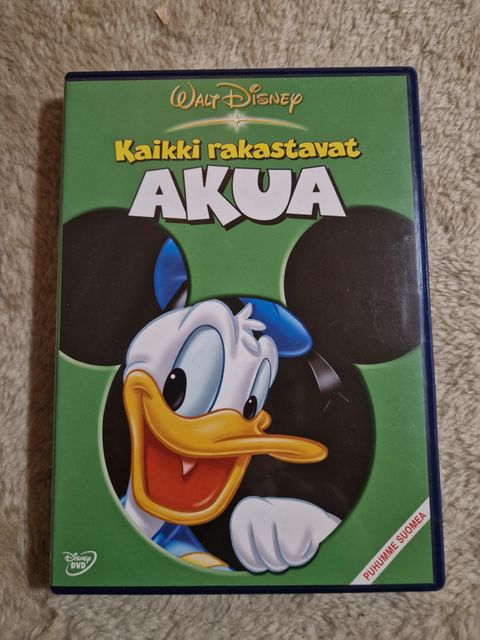 WALT DISNEY
Kaikki rakastavat
AKUA
DISNEY
DVD
PUHUMME SUOMEA